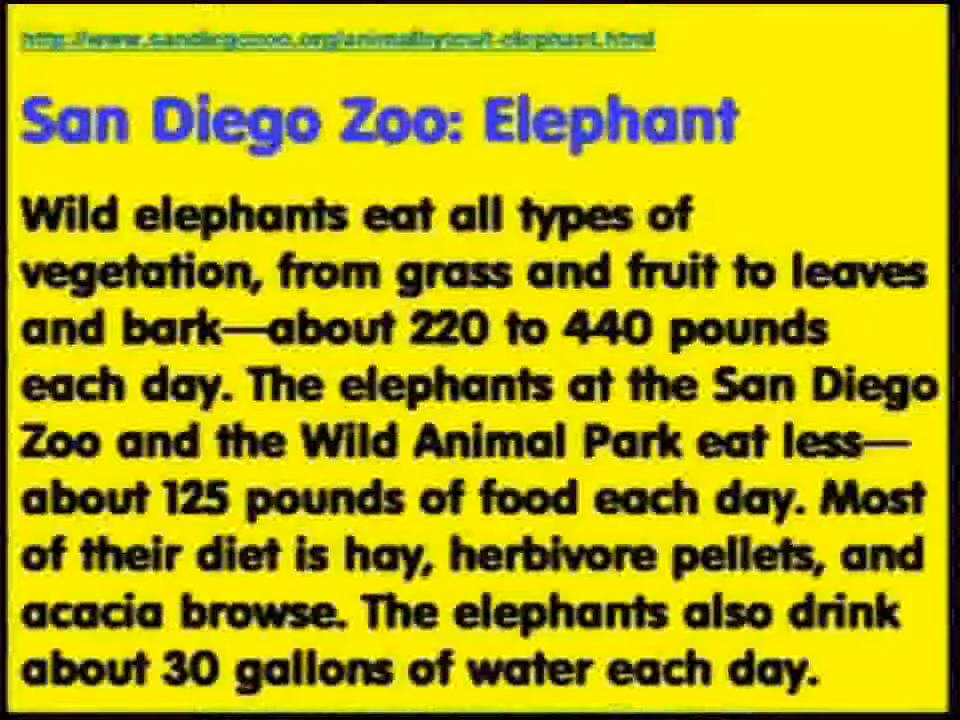 San Diego Zoo: Elephant
Wild elephants eat all types of
vegetation, from grass and fruit to leaves
and bark—about 220 to 440 pounds
each day. The elephants at the San Diego
Zoo and the Wild Animal Park eat less—
about 125 pounds of food each day. Most
of their diet is hay, herbivore pellets, and
acacia browse. The elephants also drink
about 30 gallons of water each day.